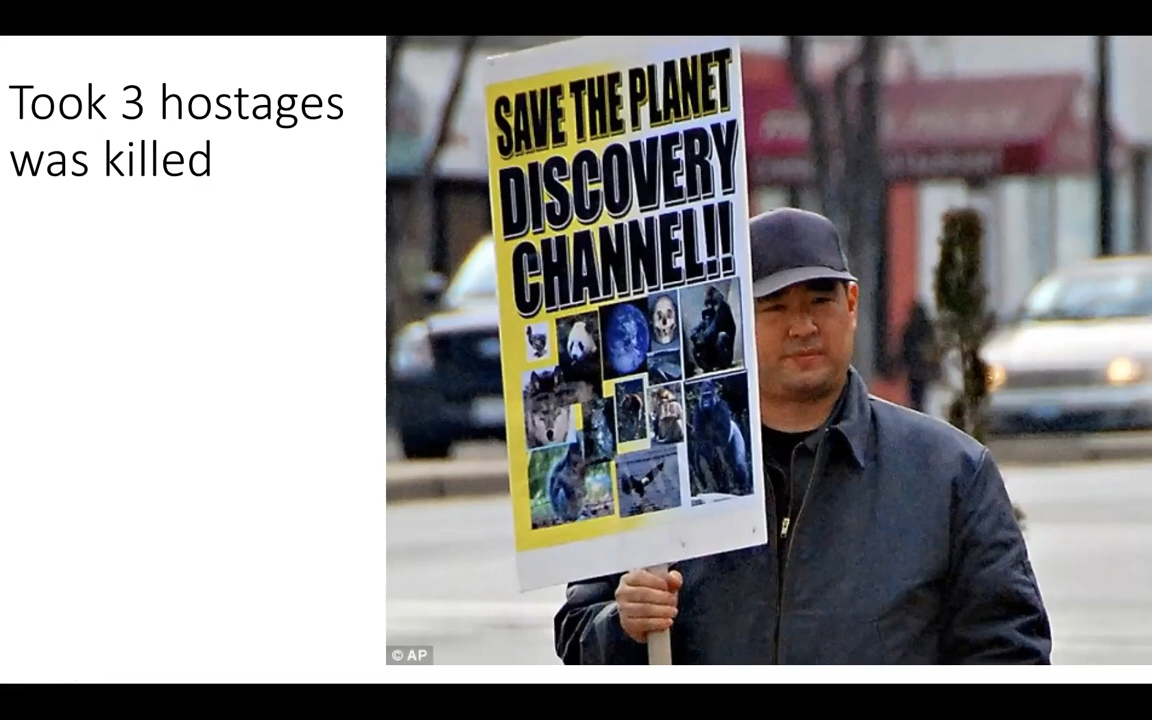 Took 3 hostages
was killed
SAVE THE PLANET
DISCOVERY
CHANNEL!!
© AP